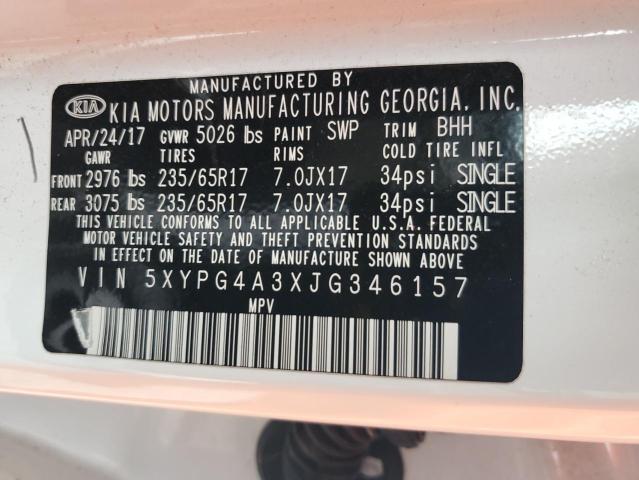 MANUFACTURED BY
KIA KIA MOTORS MANUFACTURING GEORGIA, INC.
APR/24/17 GVWR 5026 lbs PAINT SWP TRIM BHH
GAWR TIRES RIMS COLD TIRE INFL
FRONT 2976 lbs 235/65R17 7.0JX17 34psi SINGLE
REAR 3075 lbs 235/65R17 7.0JX17 34psi SINGLE
THIS VEHICLE CONFORMS TO ALL APPLICABLE U.S.A. FEDERAL
MOTOR VEHICLE SAFETY AND THEFT PREVENTION STANDARDS
IN EFFECT ON THE DATE OF MANUFACTURE SHOWN ABOVE.
VIN 5XYPG4A3XJG346157
MPV